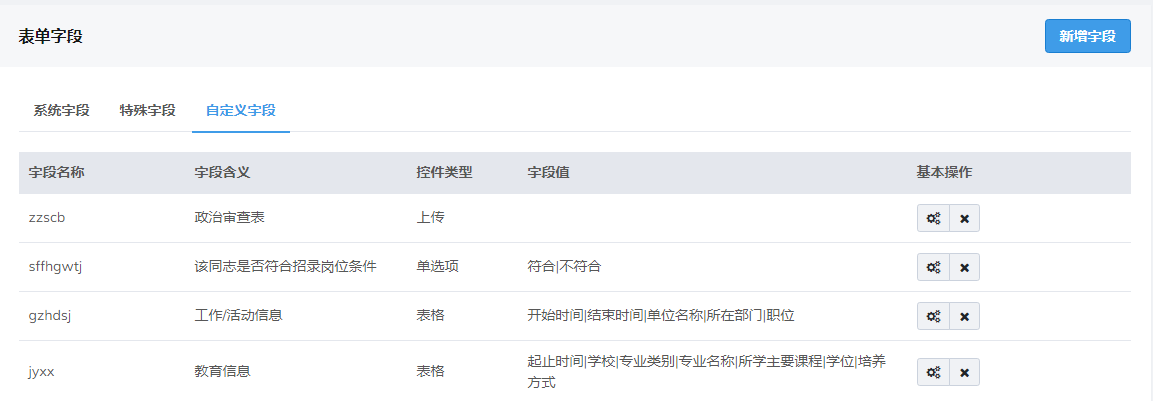 表单字段 新增字段
系统字段 特殊字段 自定义字段
字段名称 字段含义 控件类型 字段值 基本操作
zzscb 政治审查表 上传
sffhgwtj 该同志是否符合招录岗位条件 单选项 符合|不符合
gzhdsj 工作/活动信息 表格 开始时间|结束时间|单位名称|所在部门|职位
jyxx 教育信息 表格 起止时间|学校|专业类别|专业名称|所学主要课程|学位|培养
方式